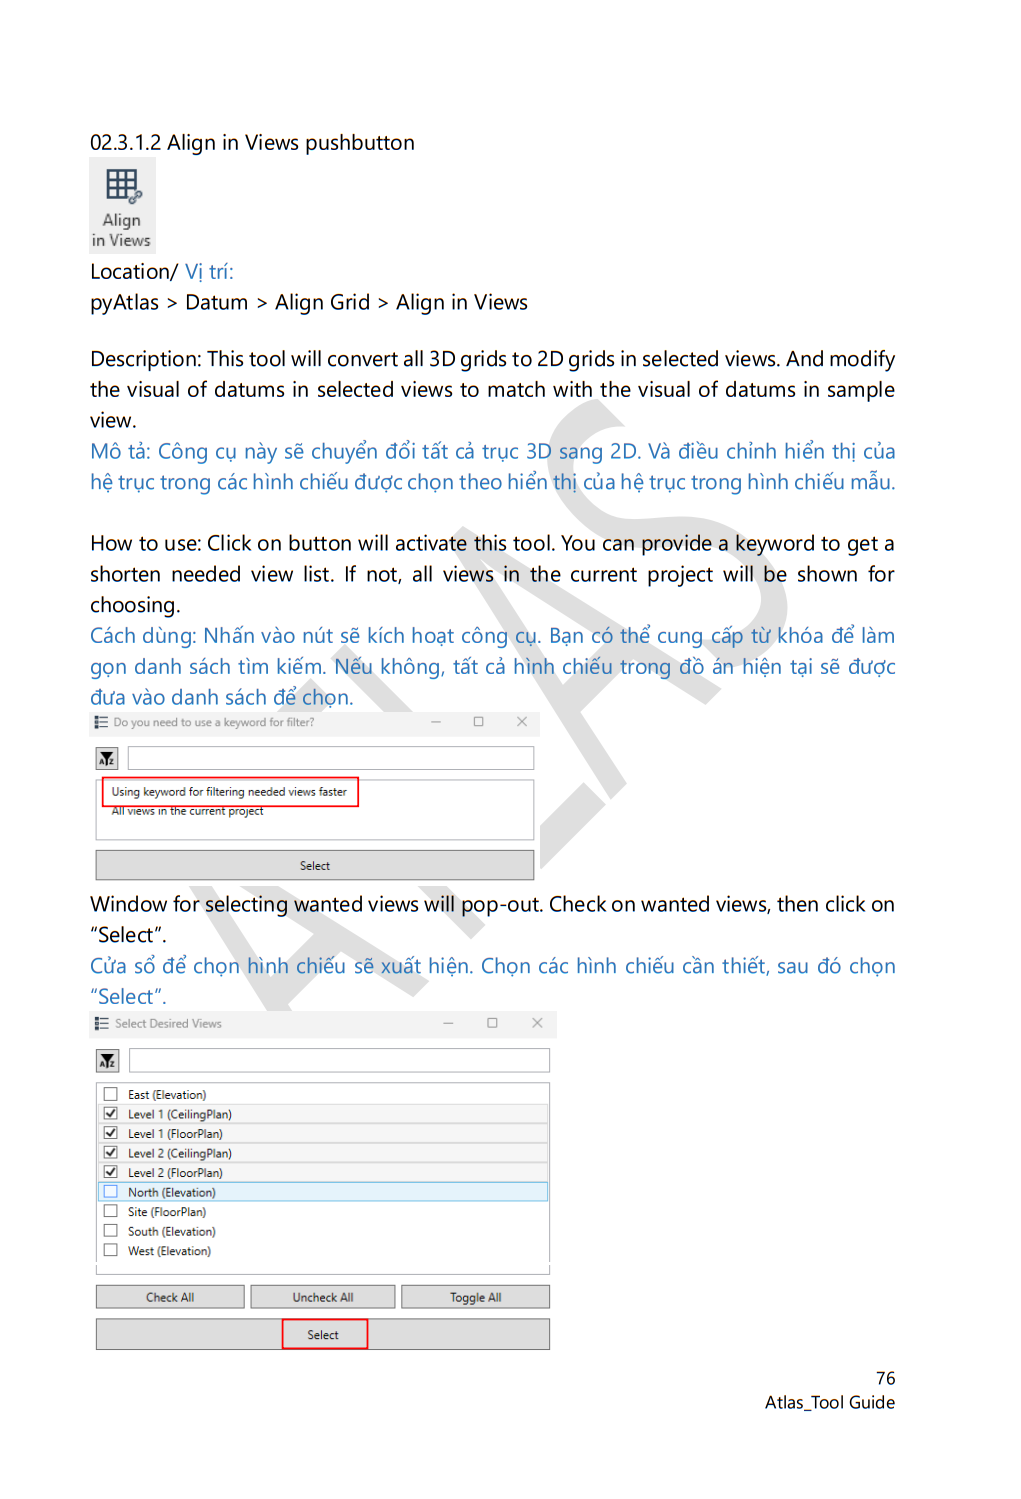 02.3.1.2 Align in Views pushbutton
Align
in Views
Location/ Vị trí:
pyAtlas > Datum > Align Grid > Align in Views
Description: This tool will convert all 3D grids to 2D grids in selected views. And modify
the visual of datums in selected views to match with the visual of datums in sample
view.
Mô tả: Công cụ này sẽ chuyển đổi tất cả trục 3D sang 2D. Và điều chỉnh hiển thị của
hệ trục trong các hình chiếu được chọn theo hiển thị của hệ trục trong hình chiếu mẫu.
How to use: Click on button will activate this tool. You can provide a keyword to get a
shorten needed view list. If not, all views in the current project will be shown for
choosing.
Cách dùng: Nhấn vào nút sẽ kích hoạt công cụ. Bạn có thể cung cấp từ khóa để làm
gọn danh sách tìm kiếm. Nếu không, tất cả hình chiếu trong đồ án hiện tại sẽ được
đưa vào danh sách để chọn.
Do you need to use a keyword for filter?
AZ
Using keyword for filtering needed views faster
All views in the current project
Select
Window for selecting wanted views will pop-out. Check on wanted views, then click on
“Select”.
Cửa sổ để chọn hình chiếu sẽ xuất hiện. Chọn các hình chiếu cần thiết, sau đó chọn
“Select”.
Select Desired Views
AZ
East (Elevation)
Level 1 (CeilingPlan)
Level 1 (FloorPlan)
Level 2 (CeilingPlan)
Level 2 (FloorPlan)
North (Elevation)
Site (FloorPlan)
South (Elevation)
West (Elevation)
Check All Uncheck All Toggle All
Select
ATLAS
76
Atlas_Tool Guide